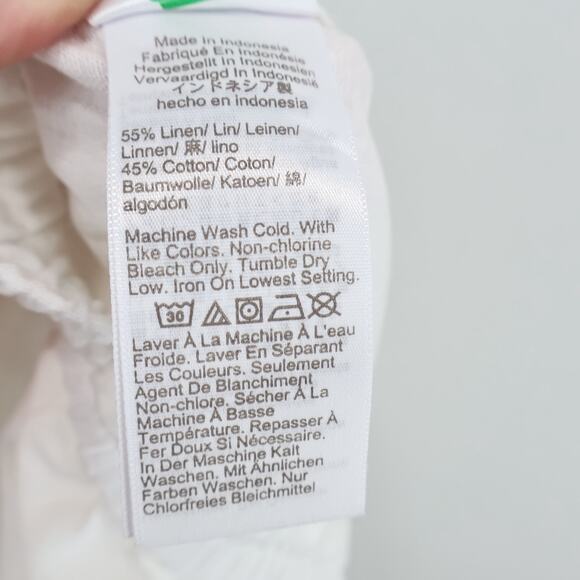 Made in Indonesia
Fabriqué En Indonésie
Hergestellt in Indonesien
Vervaardigd In Indonesië
インドネシア製
hecho en indonesia
55% Linen/ Lin/ Leinen/
Linnen/ 麻/ lino
45% Cotton/ Coton/
Baumwolle/ Katoen/ 綿/
algodón
Machine Wash Cold. With
Like Colors. Non-chlorine
Bleach Only. Tumble Dry
Low. Iron On Lowest Setting.
30
Laver À La Machine À L'eau
Froide. Laver En Séparant
Les Couleurs. Seulement
Agent De Blanchiment
Non-chlore. Sécher À La
Machine À Basse
Température. Repasser À
Fer Doux Si Nécessaire.
In Der Maschine Kalt
Waschen. Mit Ähnlichen
Farben Waschen. Nur
Chlorfreies Bleichmittel